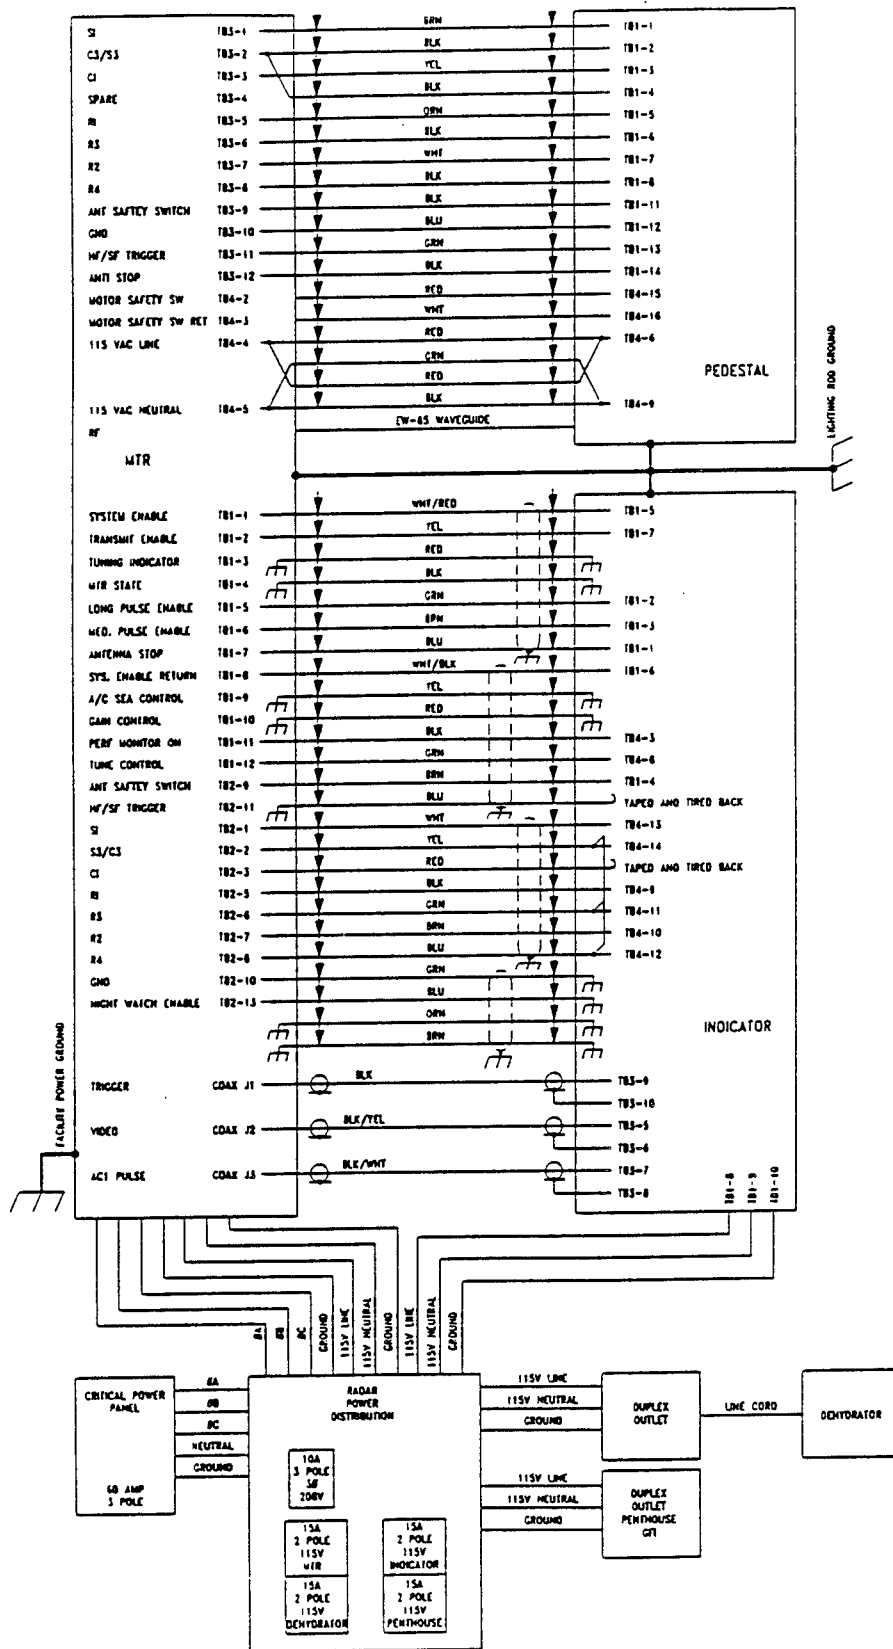 SI TB3-1 BRN TB1-1
C3/S3 TB3-2 BLK TB1-2
CI TB3-3 YEL TB1-3
SPARE TB3-4 BLK TB1-4
RI TB3-5 ORN TB1-5
R3 TB3-6 BLK TB1-6
R2 TB3-7 WHT TB1-7
R4 TB3-8 BLK TB1-8
ANT SAFTEY SWITCH TB3-9 BLK TB1-11
GND TB3-10 BLU TB1-12
HF/SF TRIGGER TB3-11 GRN TB1-13
ANTI STOP TB3-12 BLK TB1-14
MOTOR SAFETY SW TB4-2 RED TB4-15
MOTOR SAFETY SW RET TB4-3 WHT TB4-16
115 VAC LINE TB4-4 RED TB4-6
GRN
RED
PEDESTAL
115 VAC NEUTRAL TB4-5 BLK TB4-9
RF EW-85 WAVEGUIDE
LIGHTING ROD GROUND
MTR
SYSTEM ENABLE TB1-1 WHT/RED TB1-5
TRANSMIT ENABLE TB1-2 YEL TB1-7
TUNING INDICATOR TB1-3 RED
MTR STATE TB1-4 BLK
LONG PULSE ENABLE TB1-5 GRN TB1-2
MED. PULSE ENABLE TB1-6 BRN TB1-3
ANTENNA STOP TB1-7 BLU TB1-1
SYS. ENABLE RETURN TB1-8 WHT/BLK TB1-6
A/C SEA CONTROL TB1-9 YEL
GAIN CONTROL TB1-10 RED
PERF MONITOR ON TB1-11 BLK TB4-3
TUNE CONTROL TB1-12 GRN TB4-6
ANT SAFTEY SWITCH TB2-9 BRN TB1-4
HF/SF TRIGGER TB2-11 BLU TAPED AND TIRED BACK
SI TB2-1 WHT TB4-13
S3/C3 TB2-2 YEL TB4-14
CI TB2-3 RED TAPED AND TIRED BACK
RI TB2-5 BLK TB4-9
R3 TB2-6 GRN TB4-11
R2 TB2-7 BRN TB4-10
R4 TB2-8 BLU TB4-12
GND TB2-10 GRN
NIGHT WATCH ENABLE TB2-13 BLU
ORN
BRN
INDICATOR
FACILITY POWER GROUND
TRIGGER COAX J1 BLK TB3-9
TB3-10
VIDEO COAX J2 BLK/YEL TB3-5
TB3-6
ACI PULSE COAX J3 BLK/WHT TB3-7
TB3-8
TB1-8 TB1-9 TB1-10
ØA ØB ØC GROUND 115V LINE 115V NEUTRAL GROUND 115V LINE 115V NEUTRAL GROUND
CRITICAL POWER
PANEL
60 AMP
3 POLE
ØA
ØB
ØC
NEUTRAL
GROUND
RADAR
POWER
DISTRIBUTION
10A
3 POLE
3Ø
208V
15A
2 POLE
115V
MTR
15A
2 POLE
115V
DEHYDRATOR
15A
2 POLE
115V
INDICATOR
15A
2 POLE
115V
PENTHOUSE
115V LINE
115V NEUTRAL
GROUND
DUPLEX
OUTLET
LINE CORD
DEHYDRATOR
115V LINE
115V NEUTRAL
GROUND
DUPLEX
OUTLET
PENTHOUSE
GFI